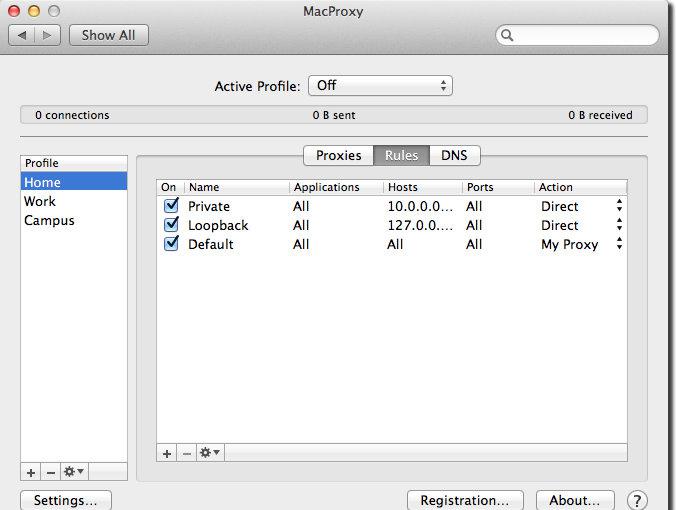 MacProxy
Show All
Active Profile: Off
0 connections 0 B sent 0 B received
Proxies Rules DNS
Profile
Home
Work
Campus
On Name Applications Hosts Ports Action
Private All 10.0.0.0... All Direct
Loopback All 127.0.0.... All Direct
Default All All All My Proxy
Settings... Registration... About... ?